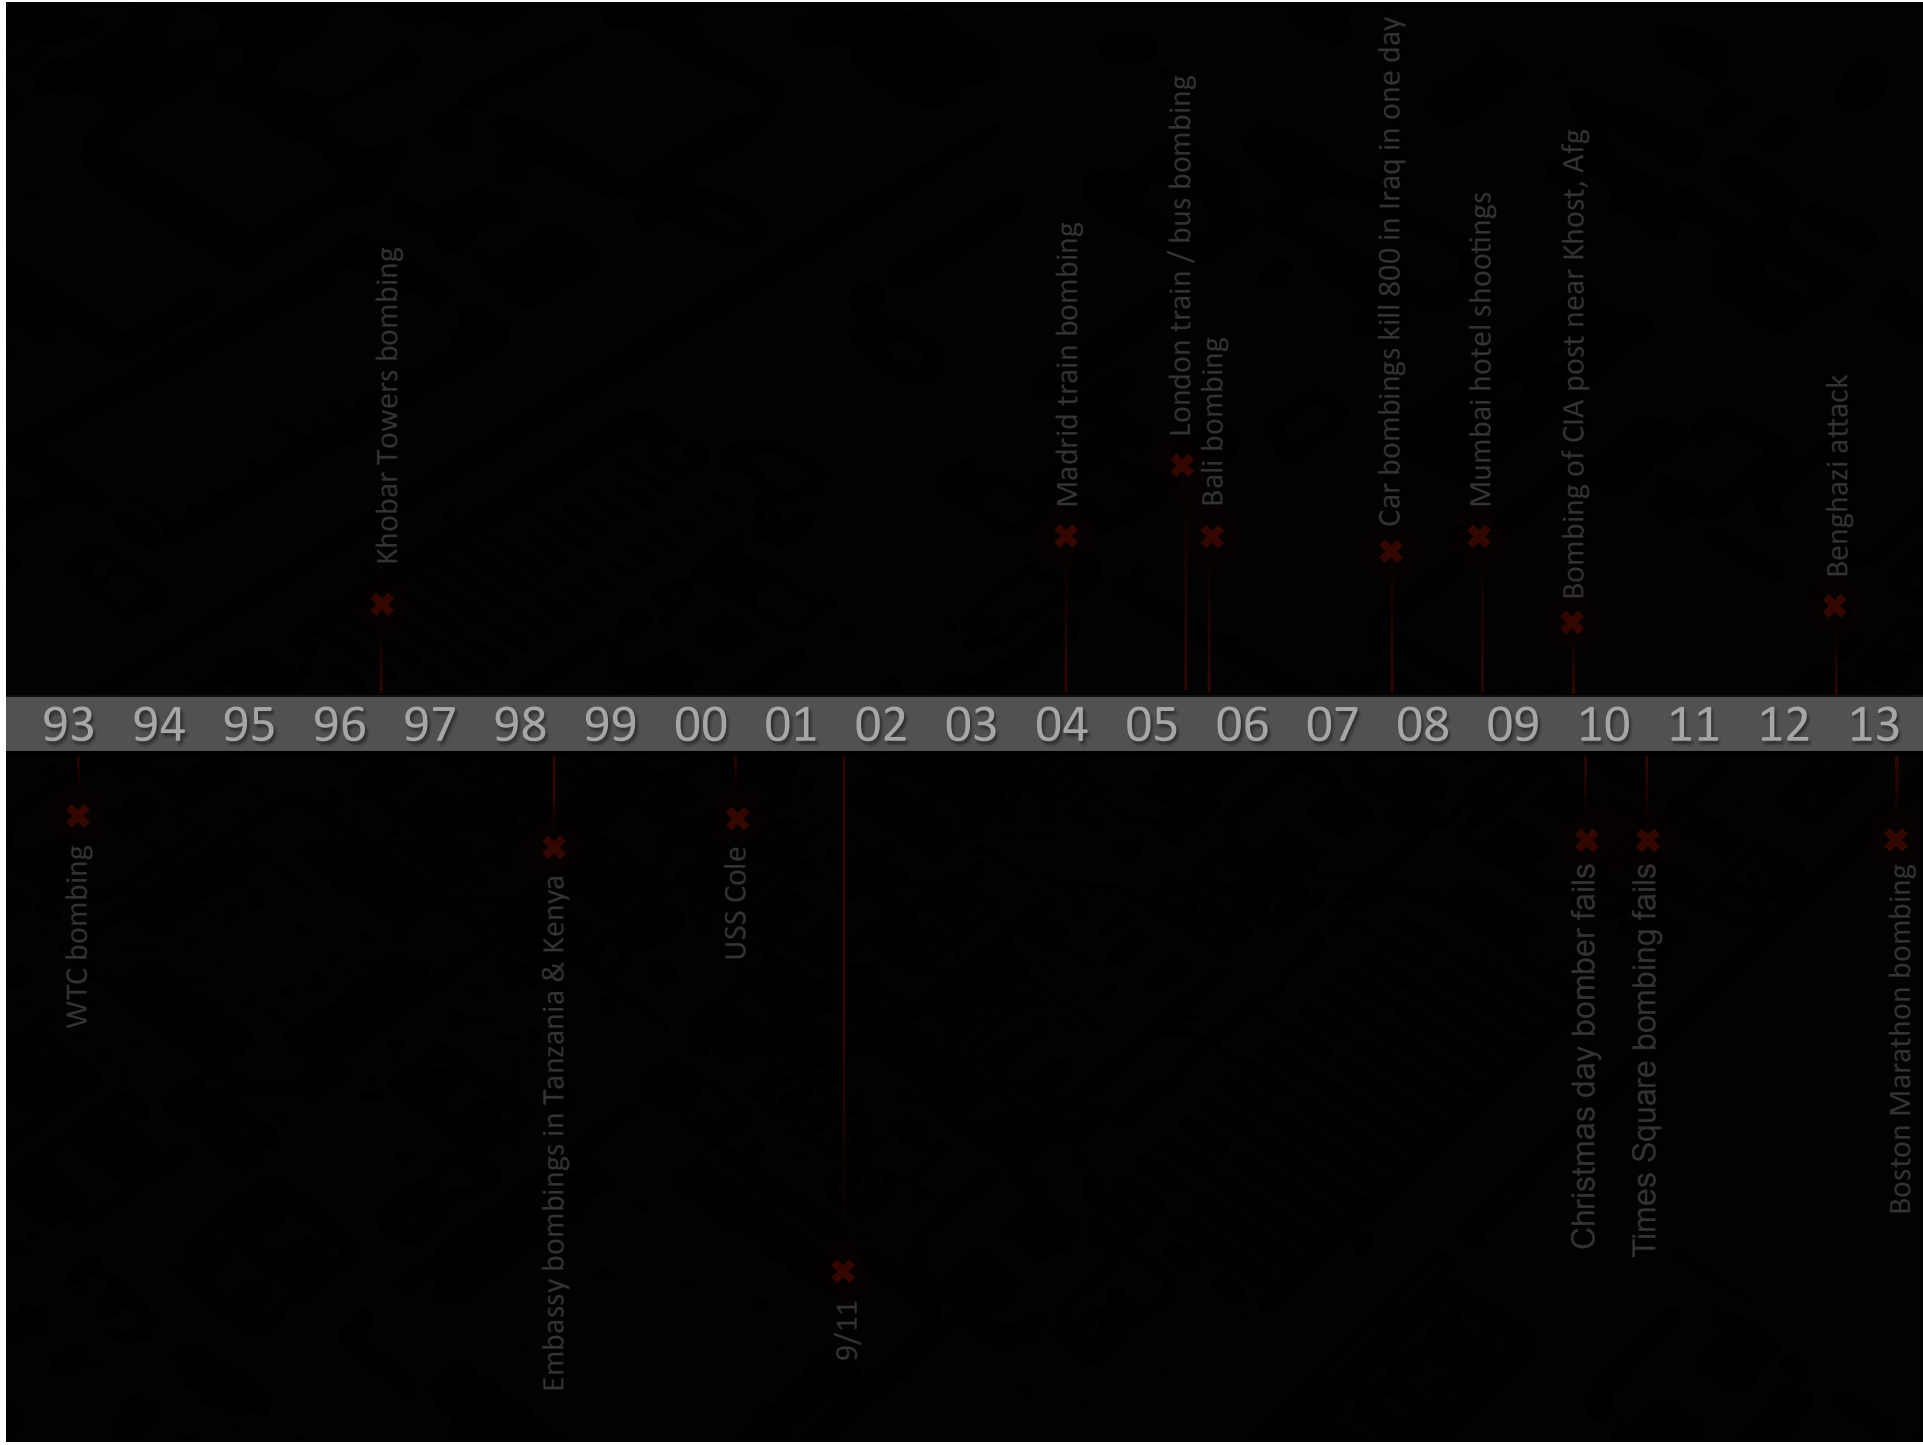 Khobar Towers bombing
Madrid train bombing
London train / bus bombing
Bali bombing
Car bombings kill 800 in Iraq in one day
Mumbai hotel shootings
Bombing of CIA post near Khost, Afg
Benghazi attack
93 94 95 96 97 98 99 00 01 02 03 04 05 06 07 08 09 10 11 12 13
WTC bombing
Embassy bombings in Tanzania & Kenya
USS Cole
9/11
Christmas day bomber fails
Times Square bombing fails
Boston Marathon bombing